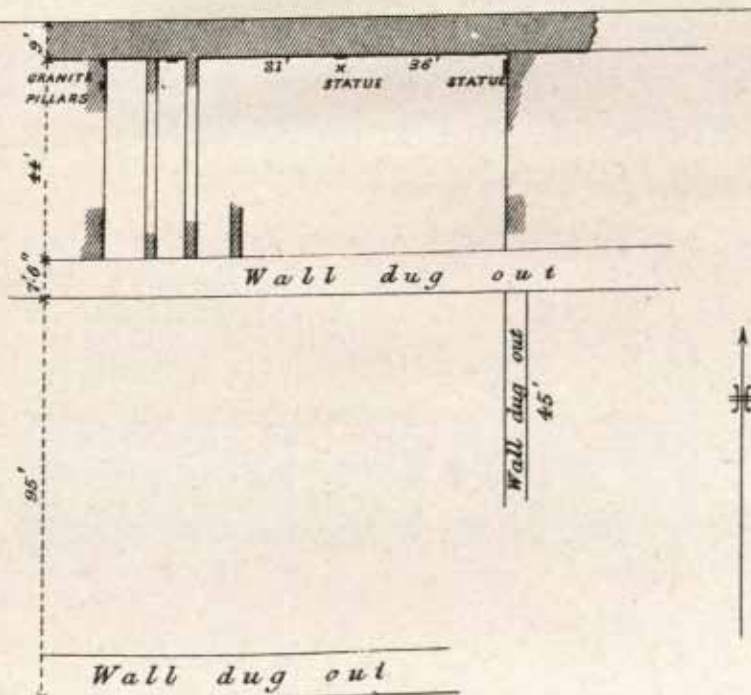 9'
31' x 36'
GRANITE PILLARS
STATUE STATUE
44'
7'6"
Wall dug out
Wall dug out
45'
95'
Wall dug out